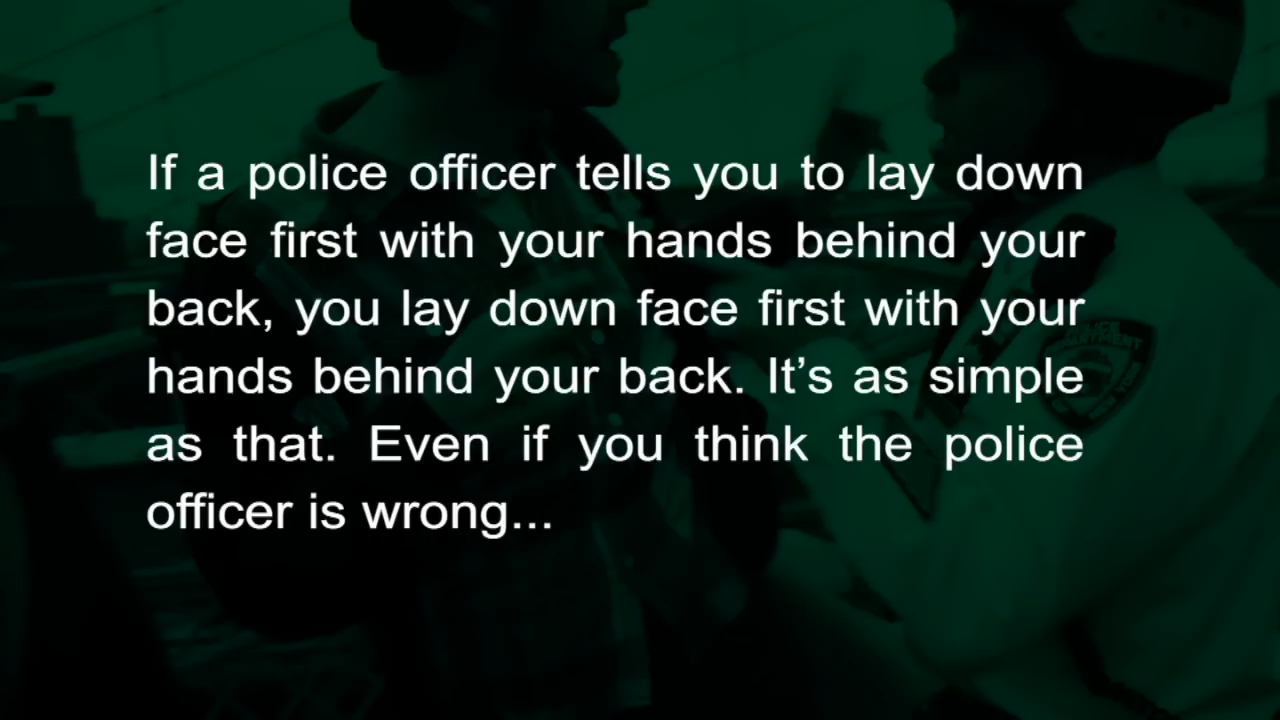 If a police officer tells you to lay down
face first with your hands behind your
back, you lay down face first with your
hands behind your back. It’s as simple
as that. Even if you think the police
officer is wrong...